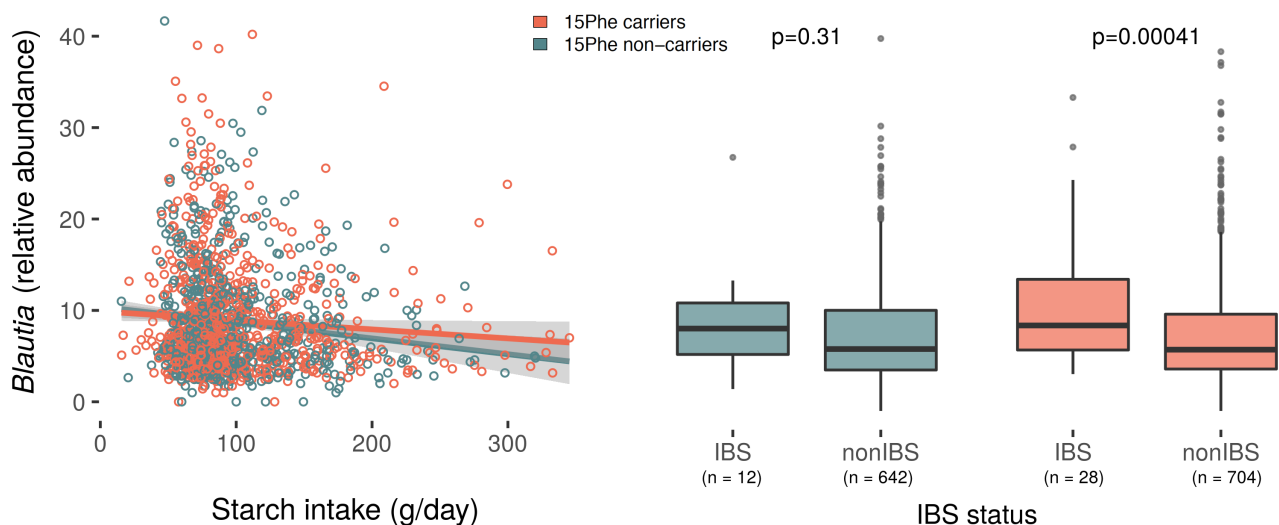 Blautia (relative abundance)
40
30
20
10
0
0 100 200 300
Starch intake (g/day)
15Phe carriers
15Phe non−carriers
p=0.31
p=0.00041
IBS nonIBS IBS nonIBS
(n = 12) (n = 642) (n = 28) (n = 704)
IBS status